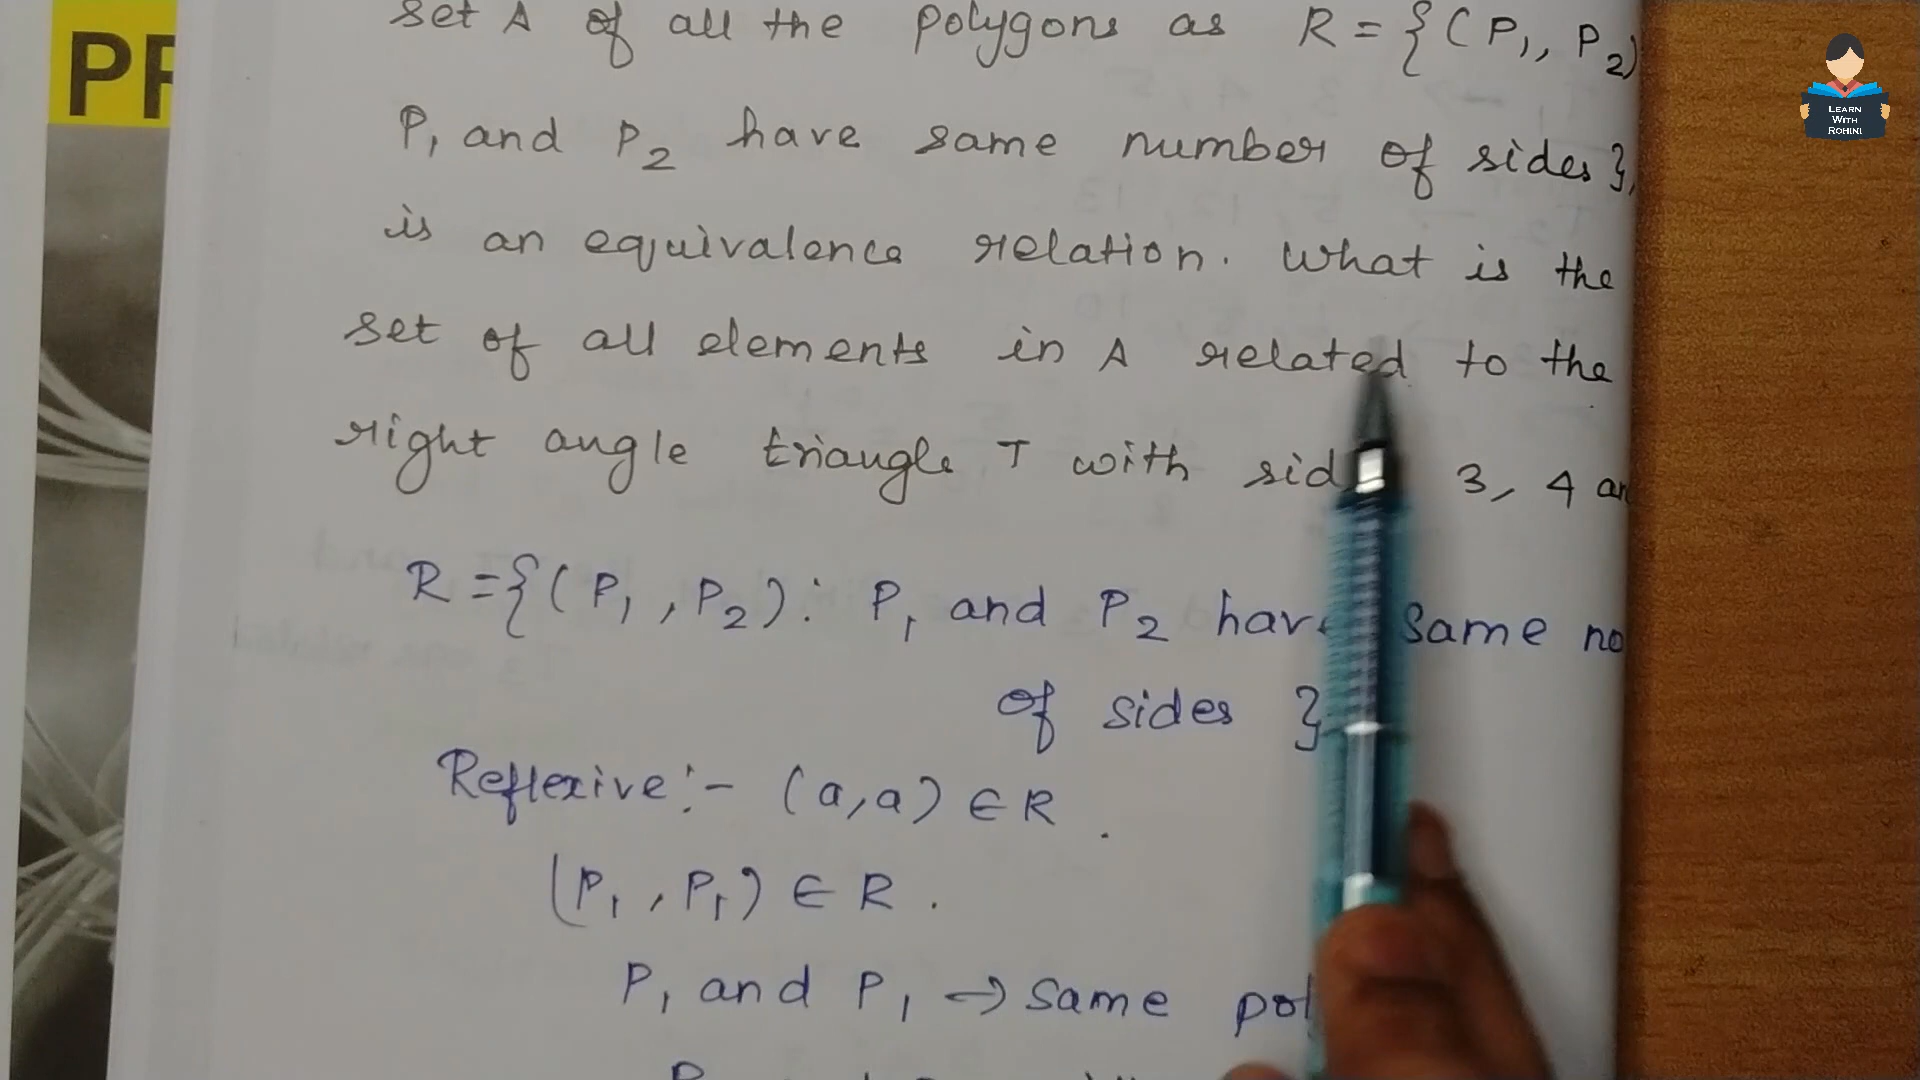 set A of all the polygons as R = {(P1, P2)
P1 and P2 have same number of sides},
is an equivalence relation. What is the
set of all elements in A related to the
right angle triangle T with sid 3, 4 an
R = {(P1, P2): P1 and P2 have same no
of sides }
Reflexive:- (a,a) ∈ R.
(P1, P1) ∈ R.
P1 and P1 → same pol
PR
LEARN
WITH
ROHINI